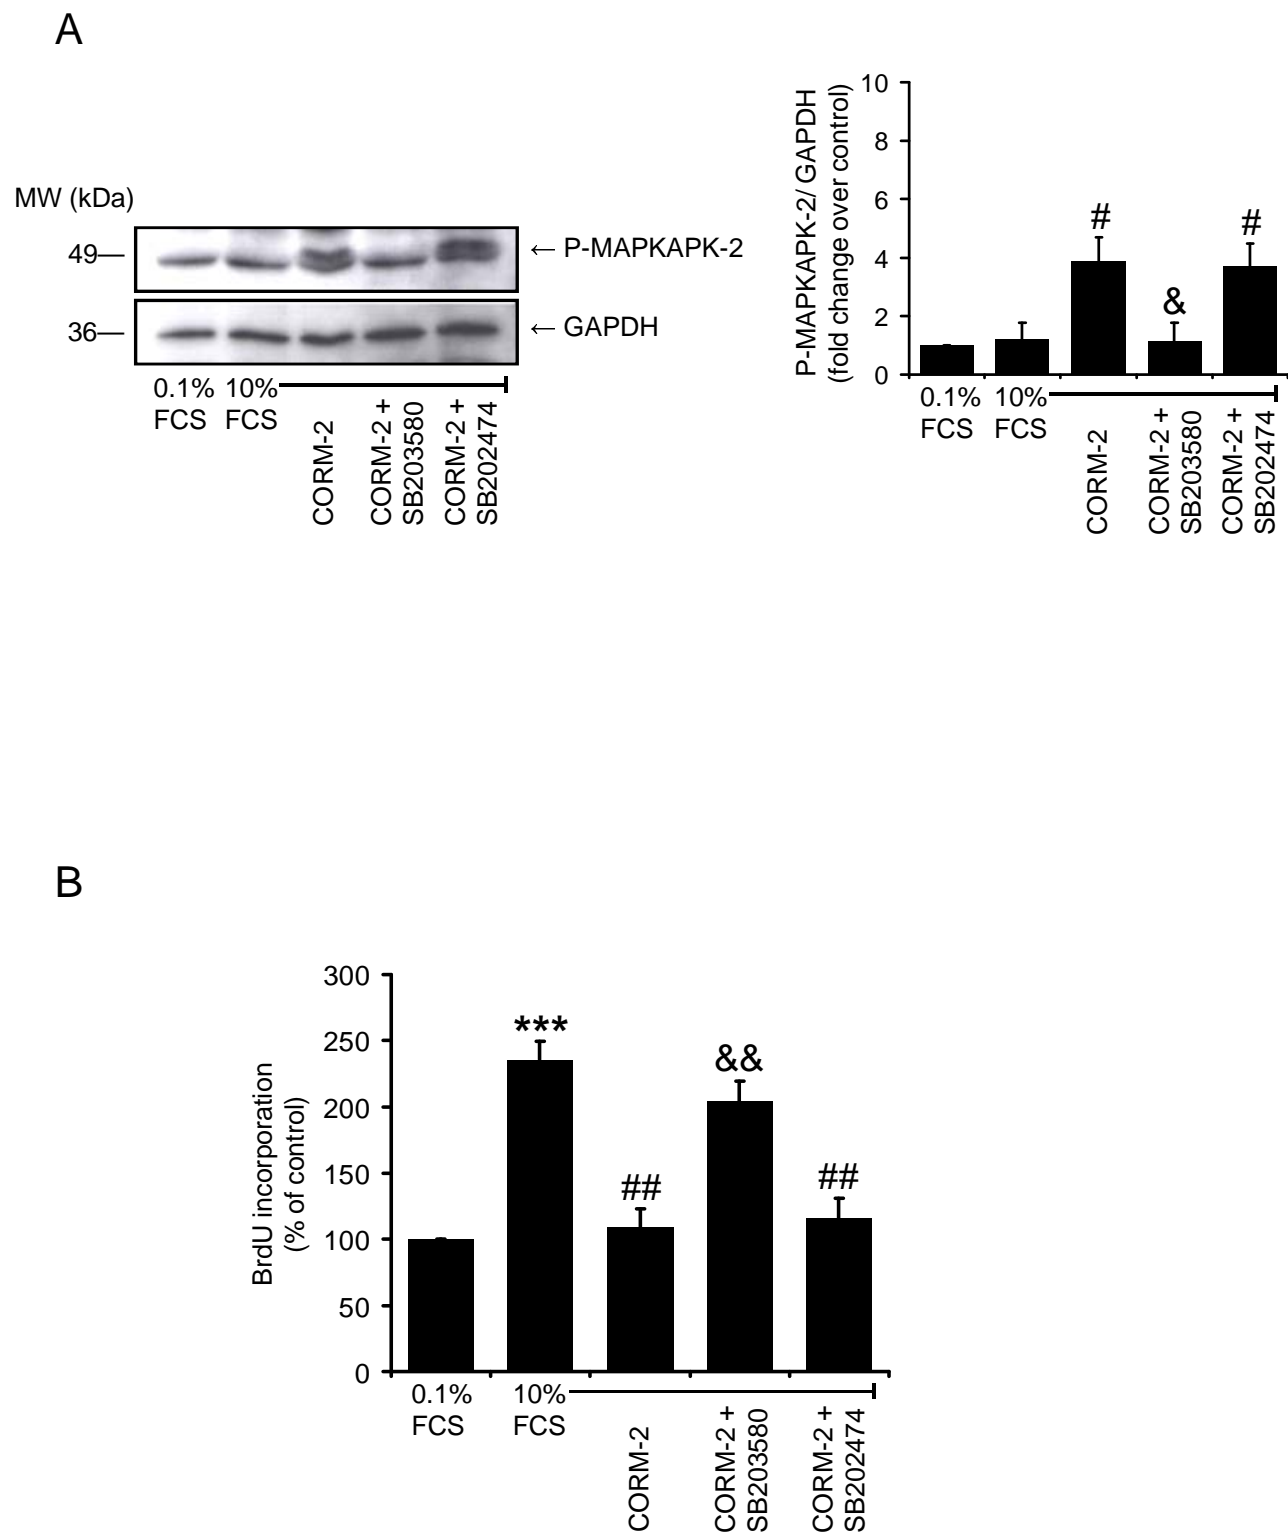 A
MW (kDa)
49—
← P-MAPKAPK-2
36—
← GAPDH
0.1%
FCS
10%
FCS
CORM-2
CORM-2 +
SB203580
CORM-2 +
SB202474
P-MAPKAPK-2/ GAPDH
(fold change over control)
10
8
6
4
2
0
#
&
#
0.1%
FCS
10%
FCS
CORM-2
CORM-2 +
SB203580
CORM-2 +
SB202474
B
BrdU incorporation
(% of control)
300
250
200
150
100
50
0
***
##
&&
##
0.1%
FCS
10%
FCS
CORM-2
CORM-2 +
SB203580
CORM-2 +
SB202474